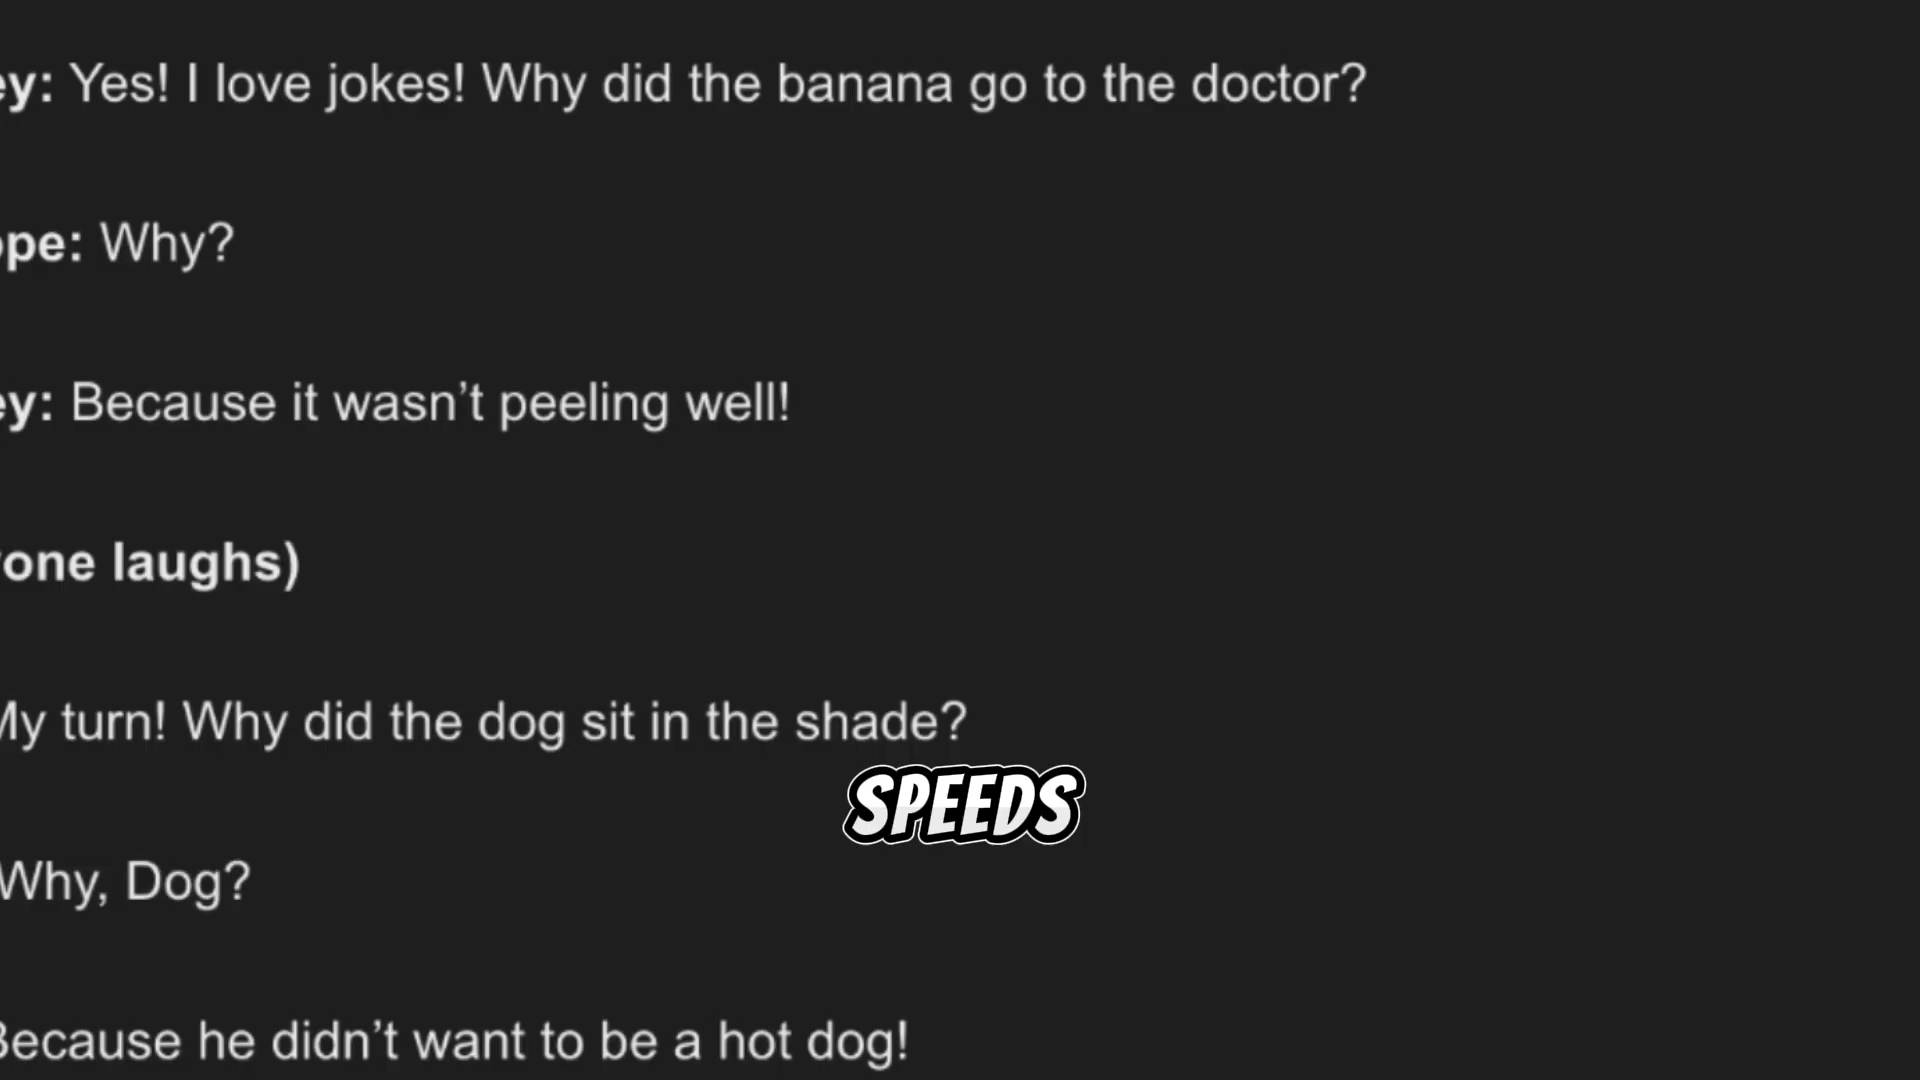 ey: Yes! I love jokes! Why did the banana go to the doctor?
ope: Why?
ey: Because it wasn’t peeling well!
one laughs)
My turn! Why did the dog sit in the shade?
SPEEDS
Why, Dog?
Because he didn’t want to be a hot dog!